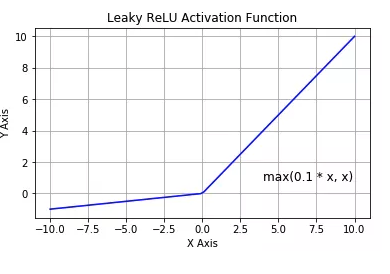 Leaky ReLU Activation Function
10
8
6
4
2
0
Y Axis
max(0.1 * x, x)
−10.0 −7.5 −5.0 −2.5 0.0 2.5 5.0 7.5 10.0
X Axis